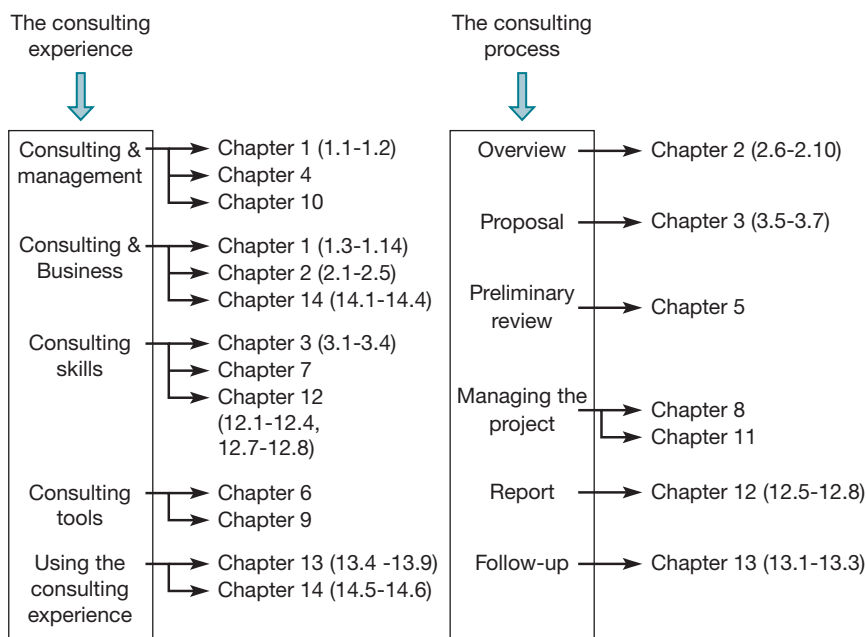 The consulting
experience
Consulting &
management
Chapter 1 (1.1-1.2)
Chapter 4
Chapter 10
Consulting &
Business
Chapter 1 (1.3-1.14)
Chapter 2 (2.1-2.5)
Chapter 14 (14.1-14.4)
Consulting
skills
Chapter 3 (3.1-3.4)
Chapter 7
Chapter 12
(12.1-12.4,
12.7-12.8)
Consulting
tools
Chapter 6
Chapter 9
Using the
consulting
experience
Chapter 13 (13.4 -13.9)
Chapter 14 (14.5-14.6)
The consulting
process
Overview
Chapter 2 (2.6-2.10)
Proposal
Chapter 3 (3.5-3.7)
Preliminary
review
Chapter 5
Managing the
project
Chapter 8
Chapter 11
Report
Chapter 12 (12.5-12.8)
Follow-up
Chapter 13 (13.1-13.3)